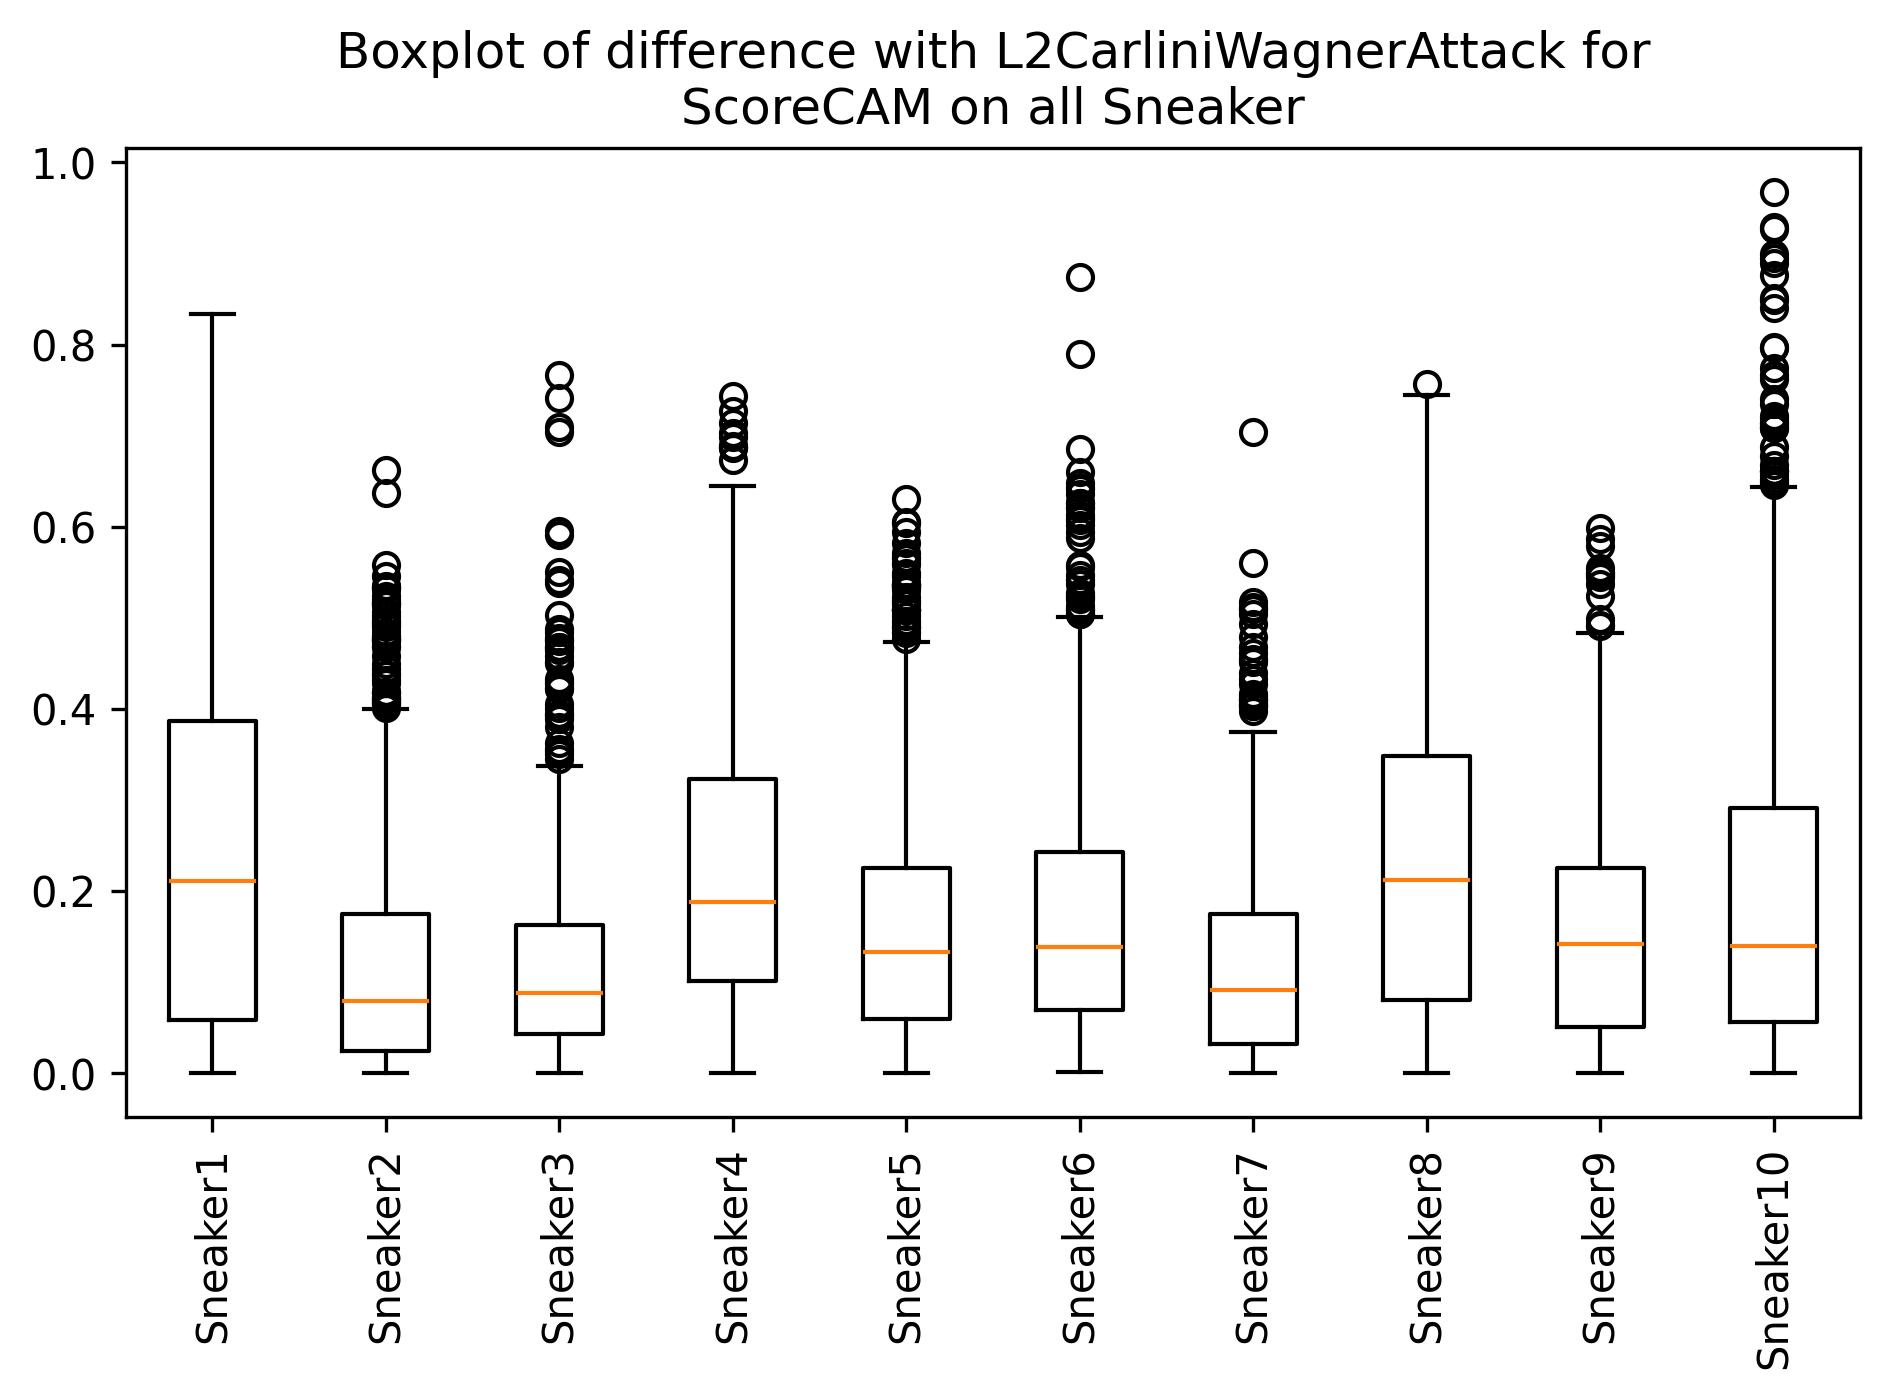 Boxplot of difference with L2CarliniWagnerAttack for
ScoreCAM on all Sneaker
1.0
0.8
0.6
0.4
0.2
0.0
Sneaker1
Sneaker2
Sneaker3
Sneaker4
Sneaker5
Sneaker6
Sneaker7
Sneaker8
Sneaker9
Sneaker10